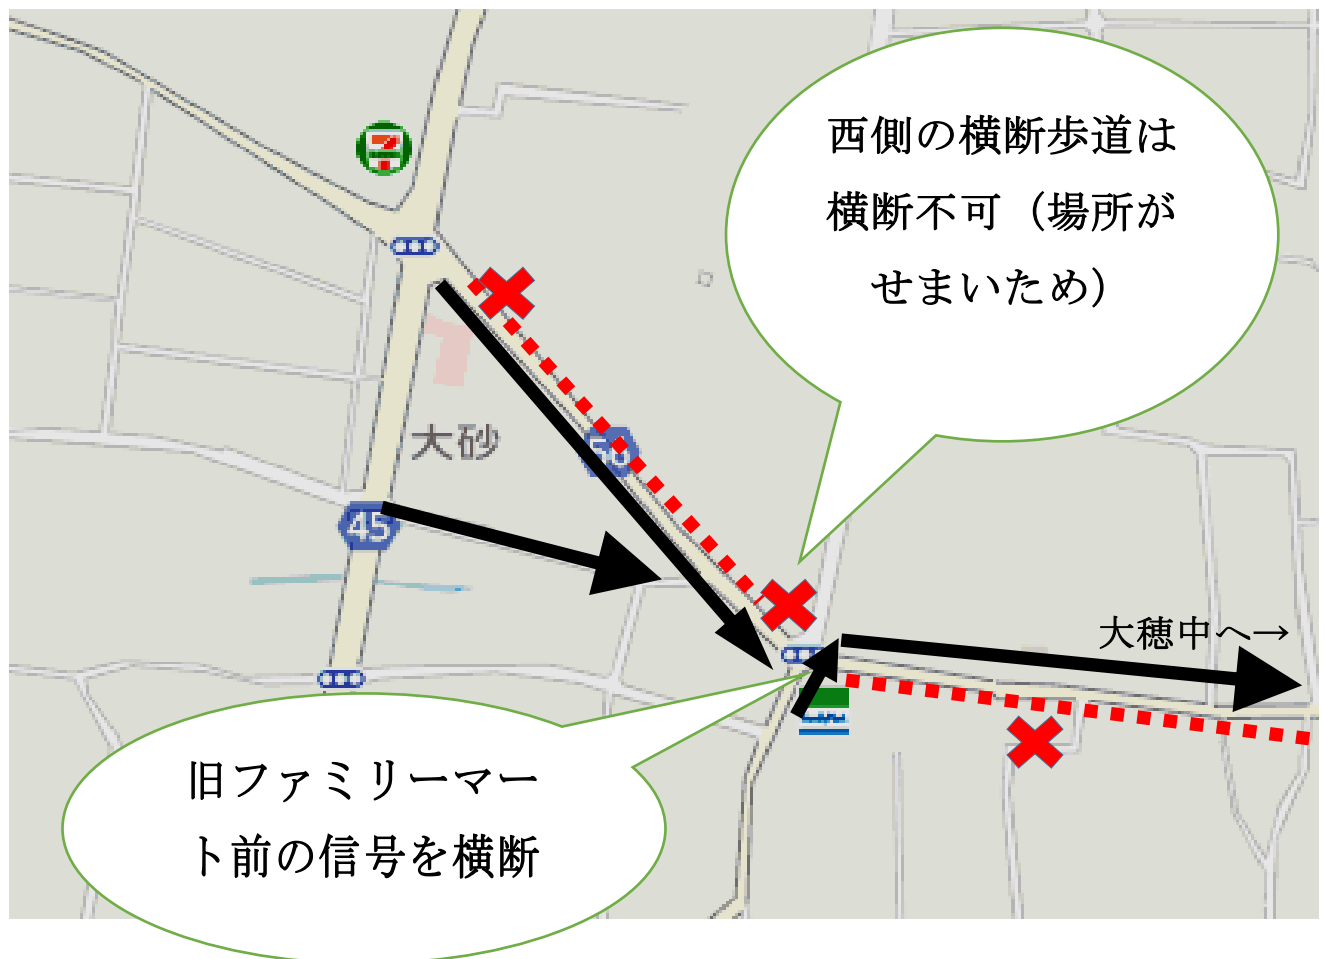 西側の横断歩道は
横断不可（場所が
せまいため）
大砂
45
大穂中へ→
旧ファミリーマー
ト前の信号を横断